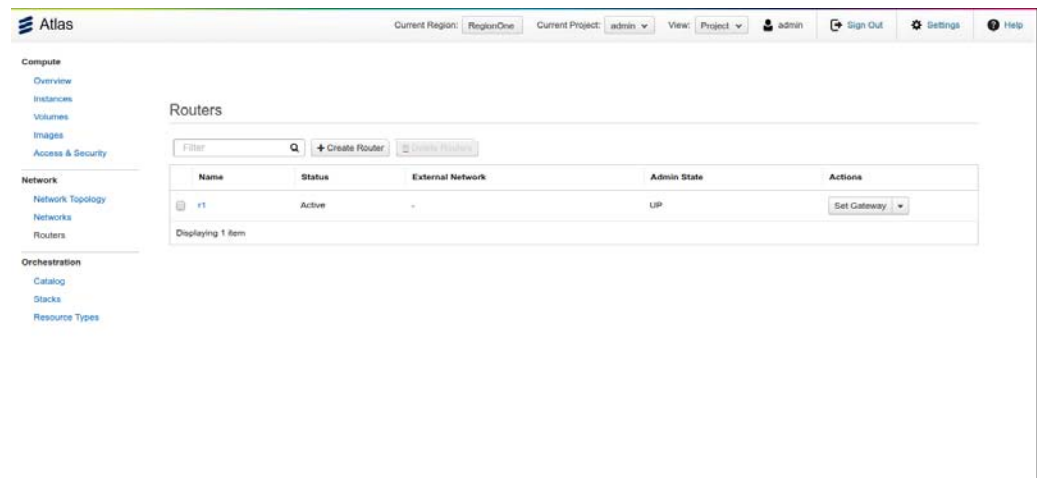 Atlas
Current Region: RegionOne Current Project: admin View: Project admin Sign Out Settings Help
Compute
Overview
Instances
Volumes
Images
Access & Security
Network
Network Topology
Networks
Routers
Orchestration
Catalog
Stacks
Resource Types
Routers
Filter + Create Router Delete Routers
Name Status External Network Admin State Actions
r1 Active - UP Set Gateway
Displaying 1 item